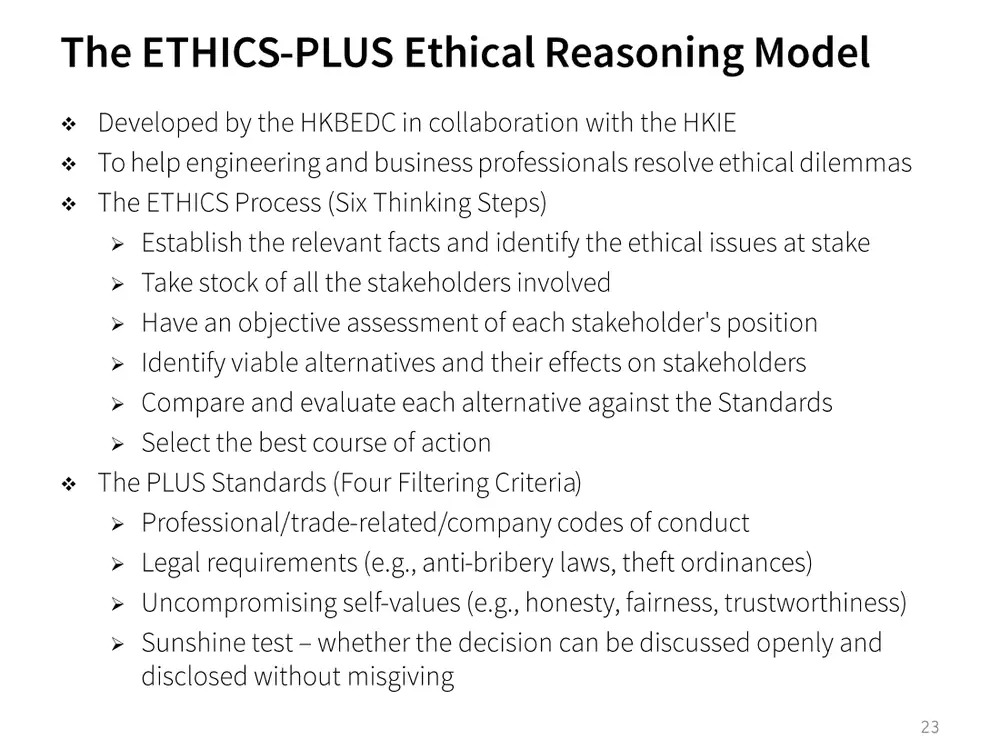 The ETHICS-PLUS Ethical Reasoning Model
❖ Developed by the HKBEDC in collaboration with the HKIE
❖ To help engineering and business professionals resolve ethical dilemmas
❖ The ETHICS Process (Six Thinking Steps)
➢ Establish the relevant facts and identify the ethical issues at stake
➢ Take stock of all the stakeholders involved
➢ Have an objective assessment of each stakeholder's position
➢ Identify viable alternatives and their effects on stakeholders
➢ Compare and evaluate each alternative against the Standards
➢ Select the best course of action
❖ The PLUS Standards (Four Filtering Criteria)
➢ Professional/trade-related/company codes of conduct
➢ Legal requirements (e.g., anti-bribery laws, theft ordinances)
➢ Uncompromising self-values (e.g., honesty, fairness, trustworthiness)
➢ Sunshine test – whether the decision can be discussed openly and
disclosed without misgiving
23